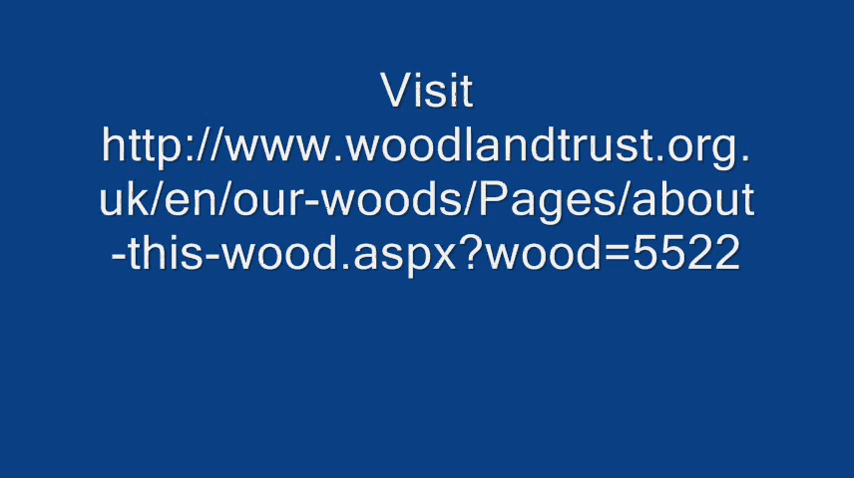 Visit
http://www.woodlandtrust.org.
uk/en/our-woods/Pages/about
-this-wood.aspx?wood=5522